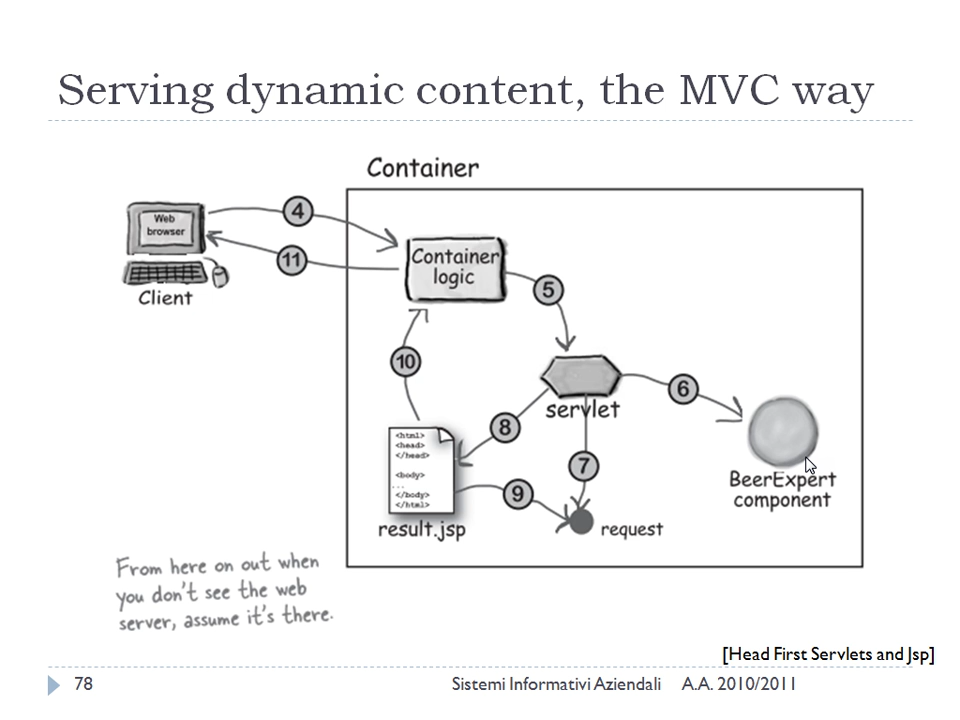 Serving dynamic content, the MVC way
Container
Web
browser
Client
4
11
Container
logic
5
10
servlet
6
8
7
<html>
<head>
</head>
<body>
...
</body>
</html>
9
result.jsp
request
BeerExpert
component
From here on out when
you don't see the web
server, assume it's there.
[Head First Servlets and Jsp]
78
Sistemi Informativi Aziendali
A.A. 2010/2011